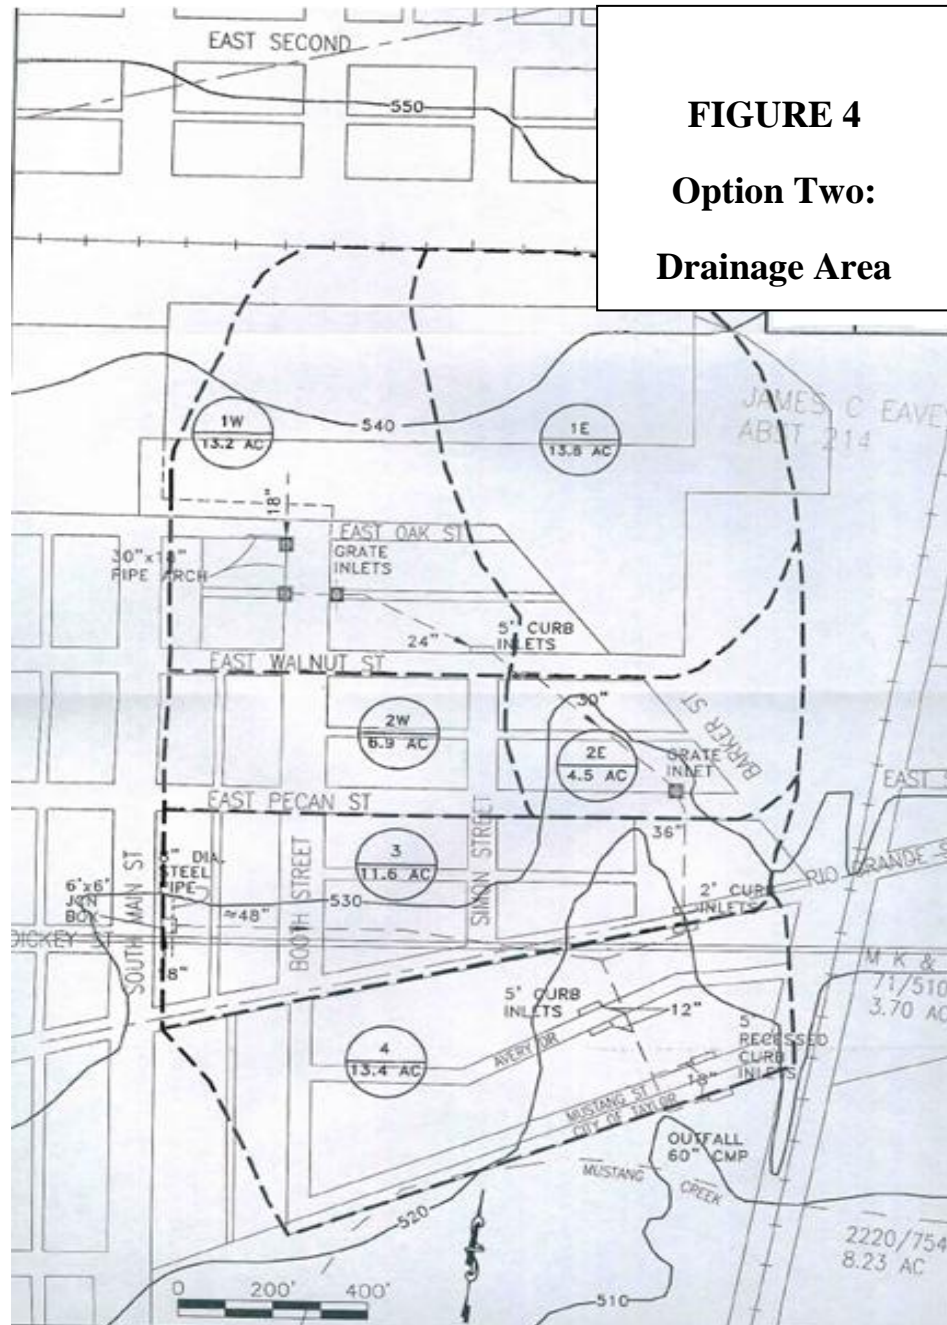 FIGURE 4
Option Two:
Drainage Area
EAST SECOND
550
JAMES C EAVE
ABST 214
540
1W
13.2 AC
1E
13.8 AC
18"
EAST OAK ST
GRATE
INLETS
PIPE ARCH
24"
5' CURB
INLETS
EAST WALNUT ST
30"
BARKER ST
2W
6.9 AC
2E
4.5 AC
GRATE
INLET
EAST
EAST PECAN ST
SIMON STREET
36"
SOUTH MAIN ST
DIA.
STEEL
PIPE
BOOTH STREET
3
11.6 AC
RIO GRANGE
6'x6'
JCN
BOX
530
≈48"
2' CURB
INLETS
DICKEY ST
8"
M K &
71/510
3.70 AC
5' CURB
INLETS
12"
5'
RECESSED
CURB
INLETS
4
13.4 AC
AVERY DR
18"
MUSTANG ST
CITY OF TAYLOR
OUTFALL
60" CMP
MUSTANG CREEK
520
2220/754
8.23 AC
0 200' 400'
510